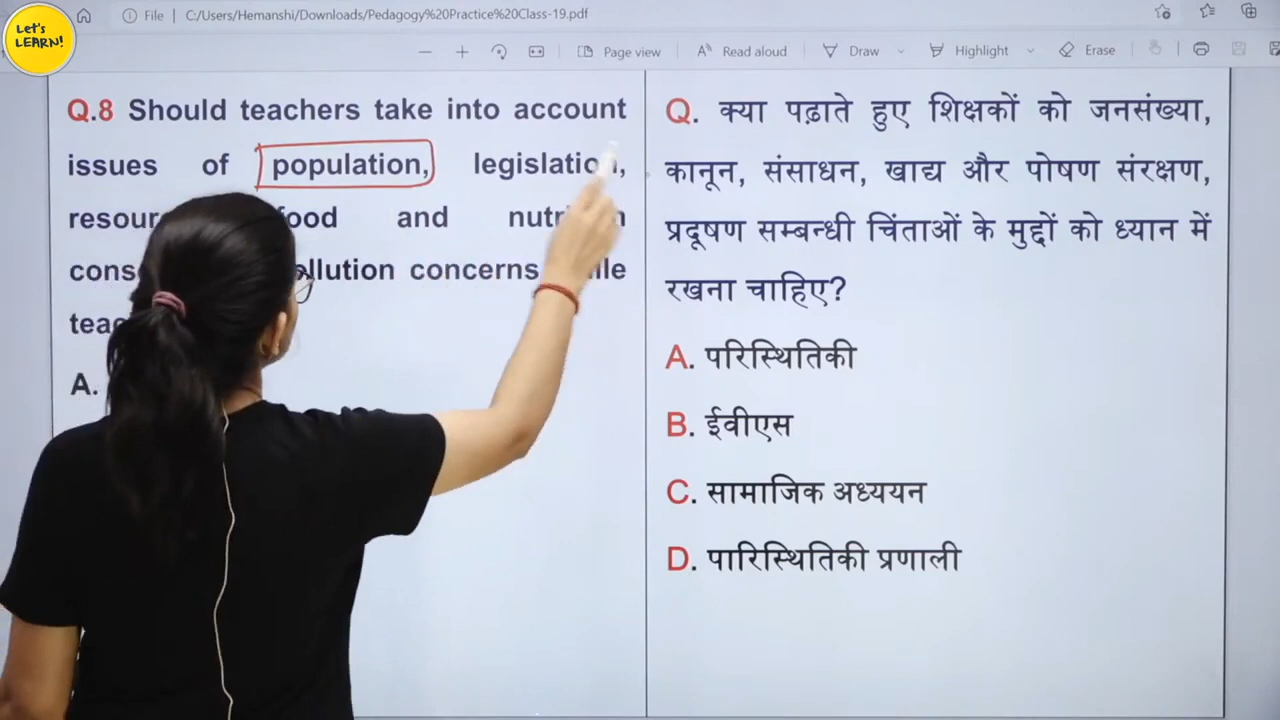 Let's
LEARN!
File | C:/Users/Hemanshi/Downloads/Pedagogy%20Practice%20Class-19.pdf
Page view
Read aloud
Draw
Highlight
Erase
Q.8 Should teachers take into account
issues of population, legislation,
food and
pollution concerns
A.
Q. क्या पढ़ाते हुए शिक्षकों को जनसंख्या,
कानून, संसाधन, खाद्य और पोषण संरक्षण,
प्रदूषण सम्बन्धी चिंताओं के मुद्दों को ध्यान में
रखना चाहिए?
A. परिस्थितिकी
B. ईवीएस
C. सामाजिक अध्ययन
D. पारिस्थितिकी प्रणाली